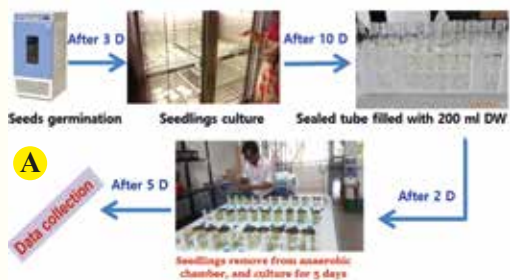 After 3 D
After 10 D
Seeds germination
Seedlings culture
Sealed tube filled with 200 ml DW
A
Data collection
After 5 D
After 2 D
Seedlings remove from anaerobic
chamber, and culture for 5 days